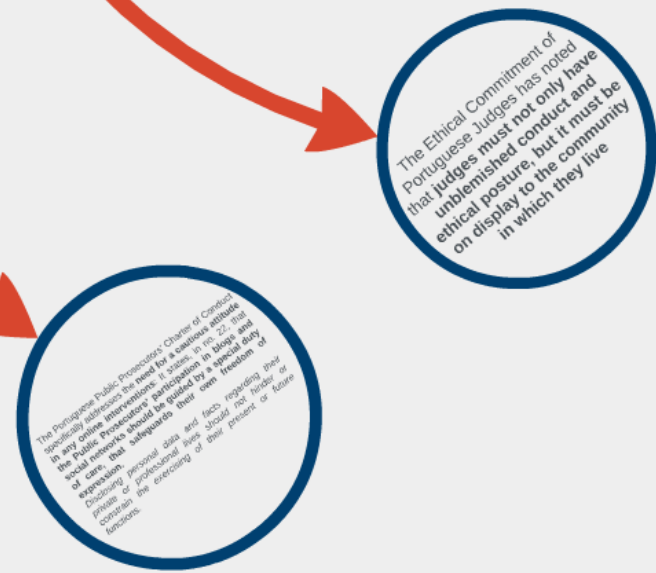 The Ethical Commitment of
Portuguese Judges has noted
that judges must not only have
unblemished conduct and
ethical posture, but it must be
on display to the community
in which they live
The Portuguese Public Prosecutors' Charter of Conduct
specifically addresses the need for a cautious attitude
in any online interventions: it states, in no. 22, that
the Public Prosecutors' participation in blogs and
social networks should be guided by a special duty
of care, that safeguards their own freedom of
expression.
Disclosing personal data and facts regarding their
private or professional lives should not hinder or
constrain the exercising of their present or future
functions.